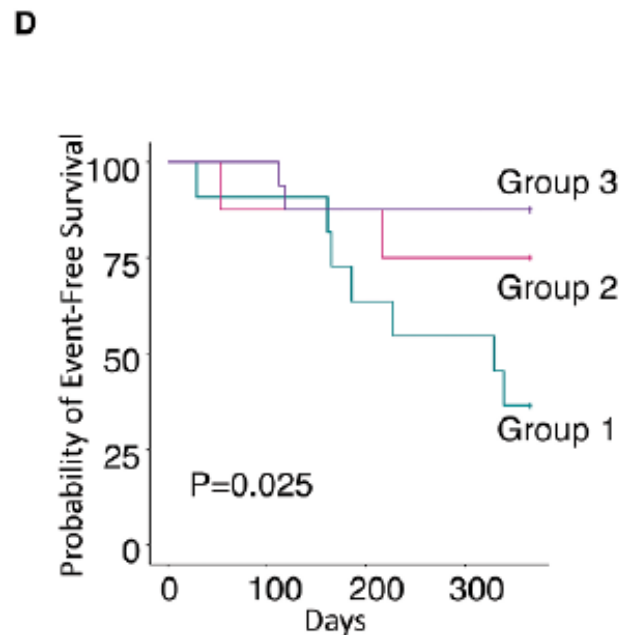 D
Probability of Event-Free Survival
100
75
50
25
0
Group 3
Group 2
Group 1
P=0.025
0 100 200 300
Days